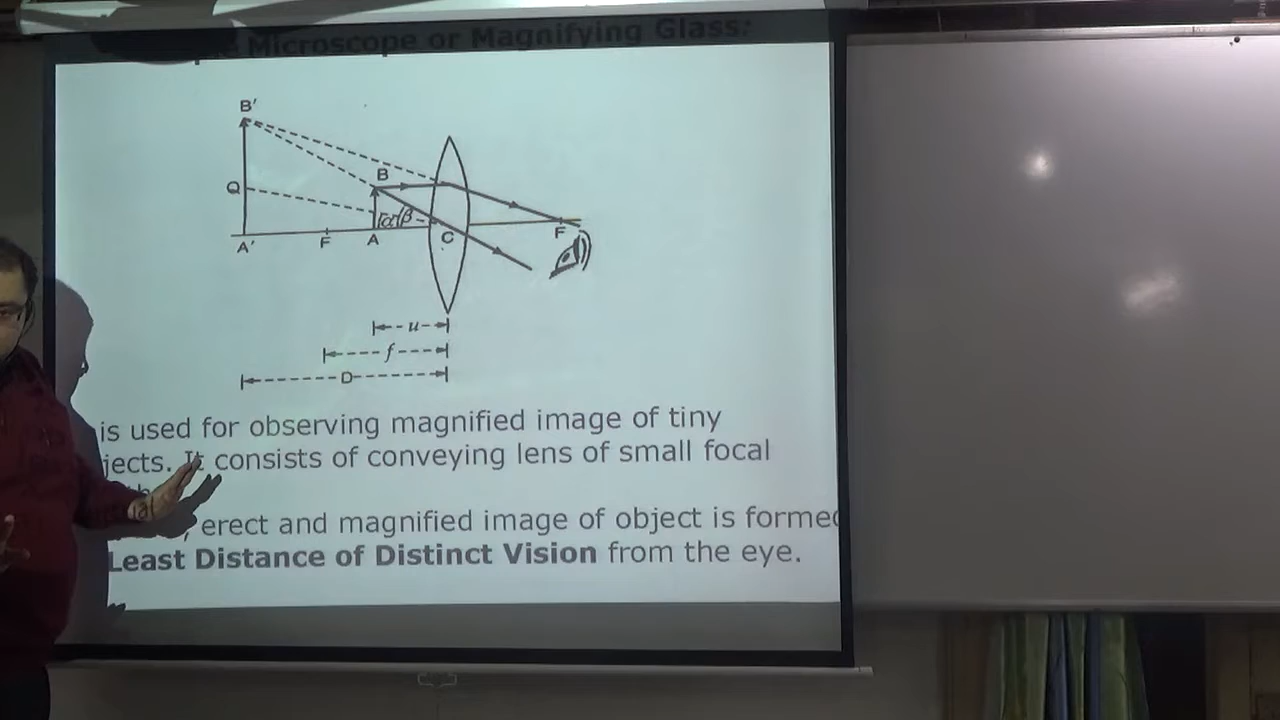 Microscope or Magnifying Glass:
B'
B
Q
α β
A' F A C F
u
f
D
is used for observing magnified image of tiny
jects. It consists of conveying lens of small focal
, erect and magnified image of object is formed
Least Distance of Distinct Vision from the eye.